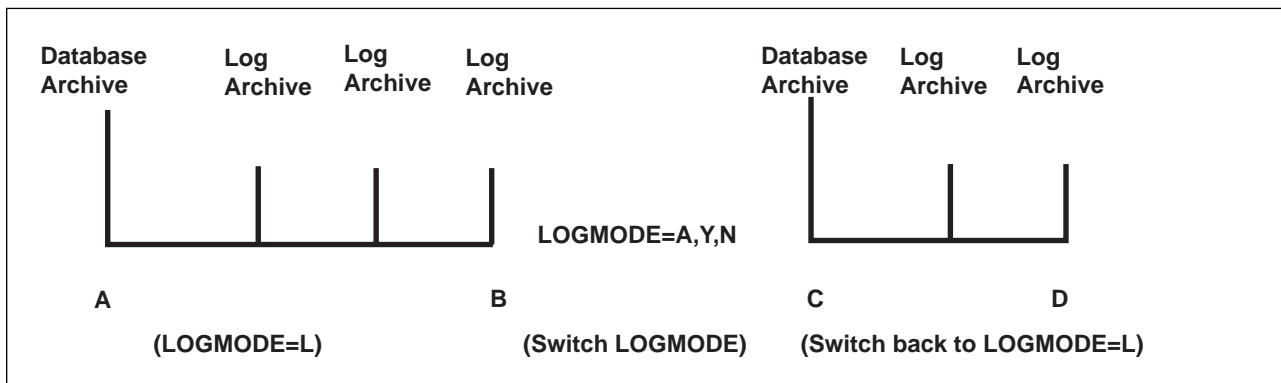 Database
Archive
Log
Archive
Log
Archive
Log
Archive
Database
Archive
Log
Archive
Log
Archive
LOGMODE=A,Y,N
A
B
C
D
(LOGMODE=L)
(Switch LOGMODE)
(Switch back to LOGMODE=L)